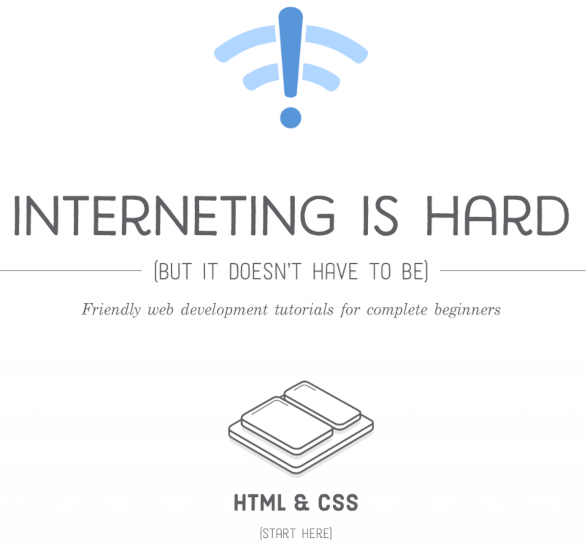 INTERNETING IS HARD
(BUT IT DOESN'T HAVE TO BE)
Friendly web development tutorials for complete beginners
HTML & CSS
(START HERE)